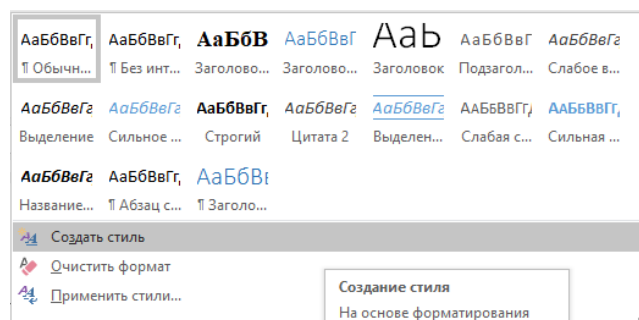 АаБбВвГг, АаБбВвГг, АаБбВ АаБбВвГ АаЬ АаБбВвГ АаБбВвГг
¶ Обычн... ¶ Без инт... Заголово... Заголово... Заголовок Подзагол... Слабое в...
АаБбВвГг АаБбВвГг АаБбВвГг, АаБбВвГг АаБбВвГг ААБбВвГг, ААБбВвГг,
Выделение Сильное ... Строгий Цитата 2 Выделен... Слабая с... Сильная ...
АаБбВвГг АаБбВвГг, АаБбВ
Название... ¶ Абзац с... ¶ Заголо...
Создать стиль
Очистить формат
Применить стили...
Создание стиля
На основе форматирования